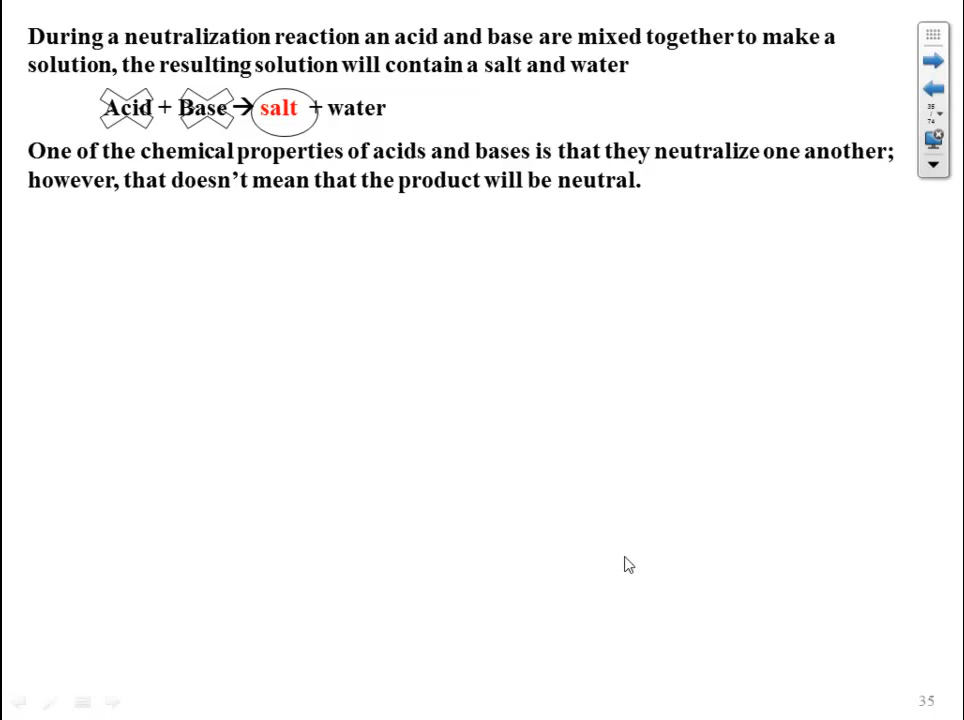 During a neutralization reaction an acid and base are mixed together to make a
solution, the resulting solution will contain a salt and water
Acid + Base → salt + water
One of the chemical properties of acids and bases is that they neutralize one another;
however, that doesn’t mean that the product will be neutral.
35
/
74
35